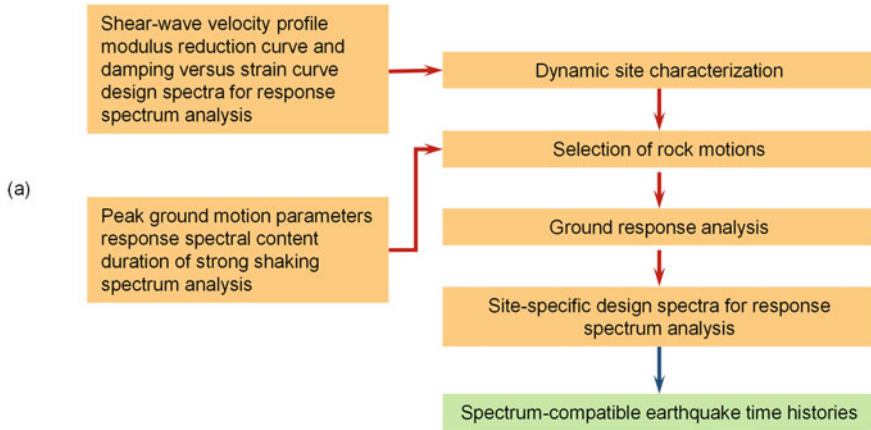 (a)
Shear-wave velocity profile
modulus reduction curve and
damping versus strain curve
design spectra for response
spectrum analysis
Dynamic site characterization
Selection of rock motions
Peak ground motion parameters
response spectral content
duration of strong shaking
spectrum analysis
Ground response analysis
Site-specific design spectra for response
spectrum analysis
Spectrum-compatible earthquake time histories